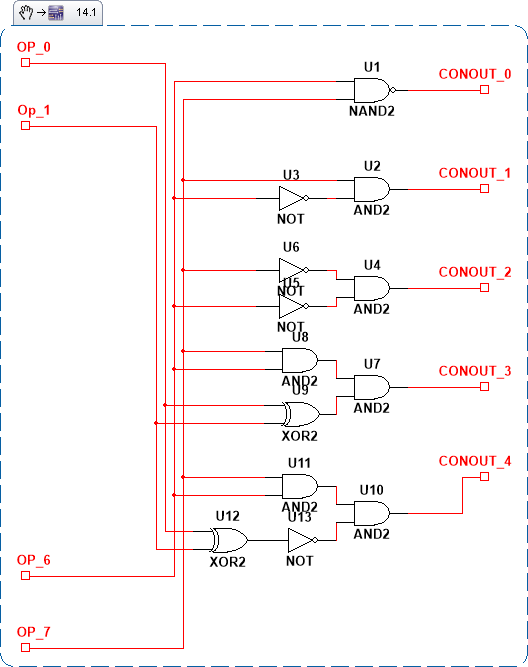 14.1
OP_0
U1
CONOUT_0
Op_1
NAND2
U2
CONOUT_1
U3
NOT
AND2
U6
U4
CONOUT_2
NOT
U5
NOT
AND2
U8
U7
CONOUT_3
AND2
U9
AND2
XOR2
U11
CONOUT_4
U10
AND2
U12
U13
AND2
XOR2
NOT
OP_6
OP_7